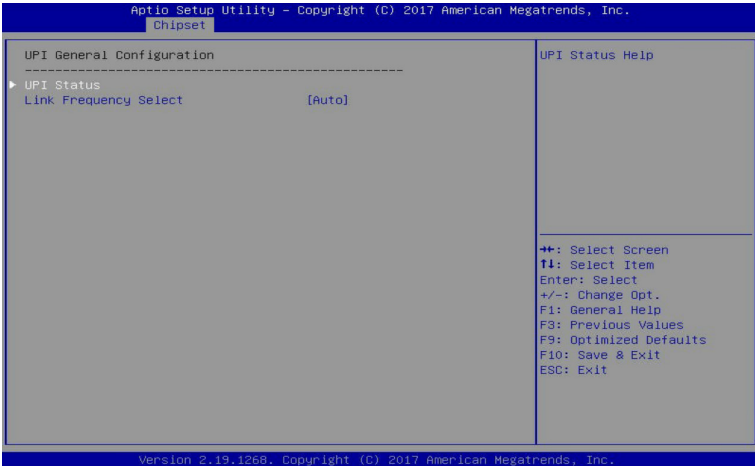 Aptio Setup Utility – Copyright (C) 2017 American Megatrends, Inc.
Chipset
UPI General Configuration
------------------------------------------------
► UPI Status
Link Frequency Select [Auto]
UPI Status Help
→←: Select Screen
↑↓: Select Item
Enter: Select
+/-: Change Opt.
F1: General Help
F3: Previous Values
F9: Optimized Defaults
F10: Save & Exit
ESC: Exit
Version 2.19.1268. Copyright (C) 2017 American Megatrends, Inc.